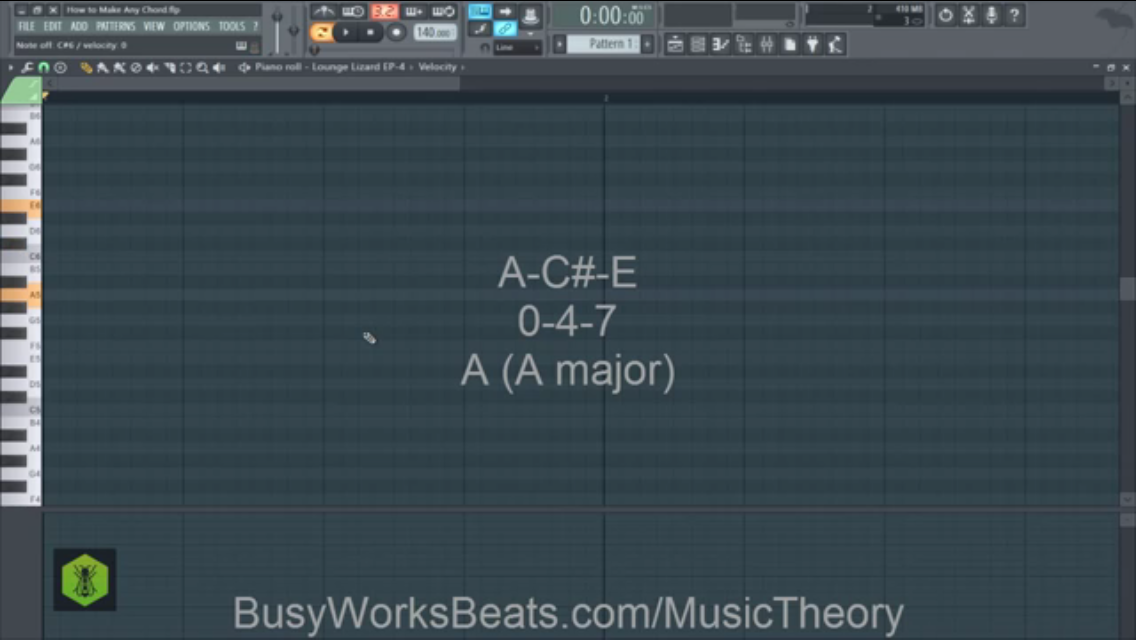 How to Make Any Chord.flp
FILE EDIT ADD PATTERNS VIEW OPTIONS TOOLS ?
Note off C#6 / velocity 0
3.2
140.000
Line
0:00:00
Pattern 1
2
410 MB
3
Piano roll - Lounge Lizard EP-4 › Velocity ›
2
B6
A6
G6
F6
E6
D6
C6
B5
A5
G5
F5
E5
D5
C5
B4
A4
G4
F4
A-C#-E
0-4-7
A (A major)
BusyWorksBeats.com/MusicTheory